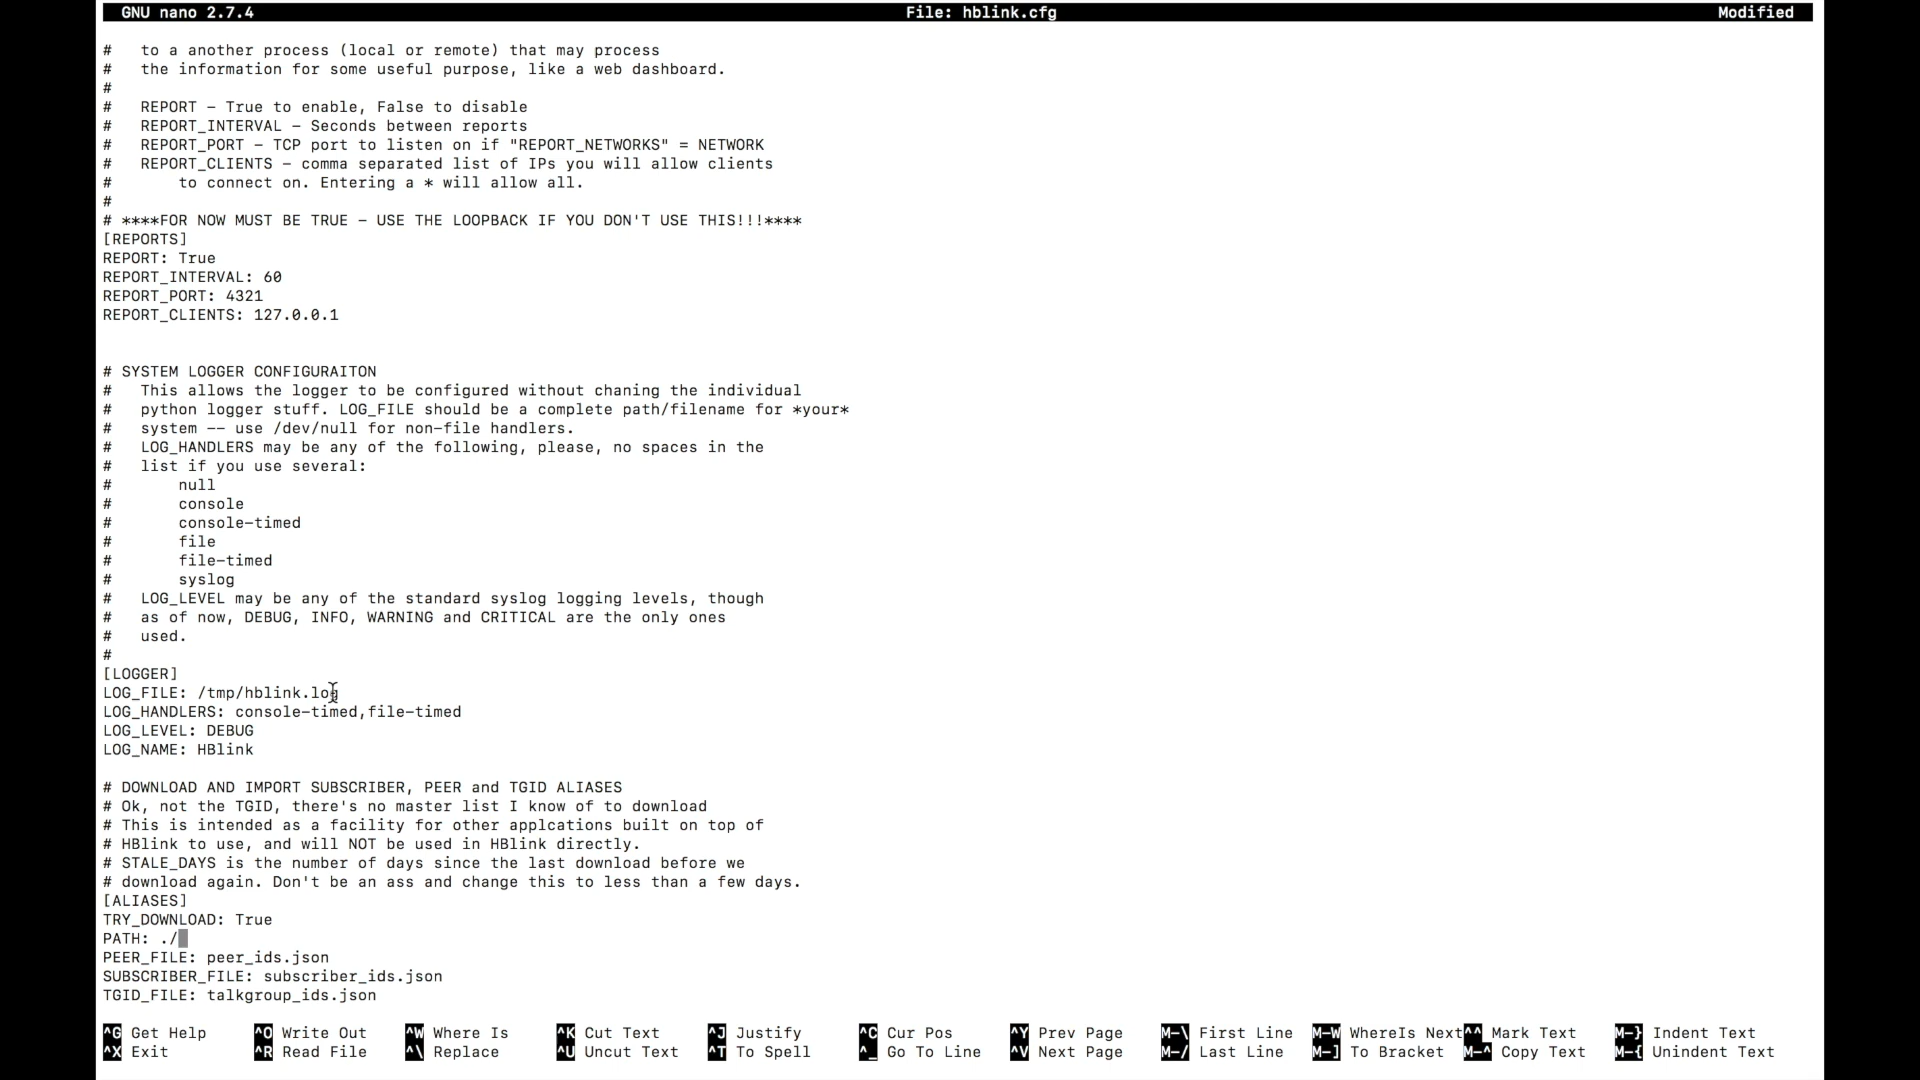 GNU nano 2.7.4 File: hblink.cfg Modified
#   to a another process (local or remote) that may process
#   the information for some useful purpose, like a web dashboard.
#
#   REPORT - True to enable, False to disable
#   REPORT_INTERVAL - Seconds between reports
#   REPORT_PORT - TCP port to listen on if "REPORT_NETWORKS" = NETWORK
#   REPORT_CLIENTS - comma separated list of IPs you will allow clients
#       to connect on. Entering a * will allow all.
#
# ****FOR NOW MUST BE TRUE - USE THE LOOPBACK IF YOU DON'T USE THIS!!!****
[REPORTS]
REPORT: True
REPORT_INTERVAL: 60
REPORT_PORT: 4321
REPORT_CLIENTS: 127.0.0.1
# SYSTEM LOGGER CONFIGURAITON
#   This allows the logger to be configured without chaning the individual
#   python logger stuff. LOG_FILE should be a complete path/filename for *your*
#   system -- use /dev/null for non-file handlers.
#   LOG_HANDLERS may be any of the following, please, no spaces in the
#   list if you use several:
#       null
#       console
#       console-timed
#       file
#       file-timed
#       syslog
#   LOG_LEVEL may be any of the standard syslog logging levels, though
#   as of now, DEBUG, INFO, WARNING and CRITICAL are the only ones
#   used.
#
[LOGGER]
LOG_FILE: /tmp/hblink.log
LOG_HANDLERS: console-timed,file-timed
LOG_LEVEL: DEBUG
LOG_NAME: HBlink
# DOWNLOAD AND IMPORT SUBSCRIBER, PEER and TGID ALIASES
# Ok, not the TGID, there's no master list I know of to download
# This is intended as a facility for other applcations built on top of
# HBlink to use, and will NOT be used in HBlink directly.
# STALE_DAYS is the number of days since the last download before we
# download again. Don't be an ass and change this to less than a few days.
[ALIASES]
TRY_DOWNLOAD: True
PATH: ./
PEER_FILE: peer_ids.json
SUBSCRIBER_FILE: subscriber_ids.json
TGID_FILE: talkgroup_ids.json
^G Get Help ^O Write Out ^W Where Is ^K Cut Text ^J Justify ^C Cur Pos ^Y Prev Page M-\ First Line M-W WhereIs Next ^^ Mark Text M-} Indent Text
^X Exit ^R Read File ^\ Replace ^U Uncut Text ^T To Spell ^_ Go To Line ^V Next Page M-/ Last Line M-] To Bracket M-^ Copy Text M-{ Unindent Text